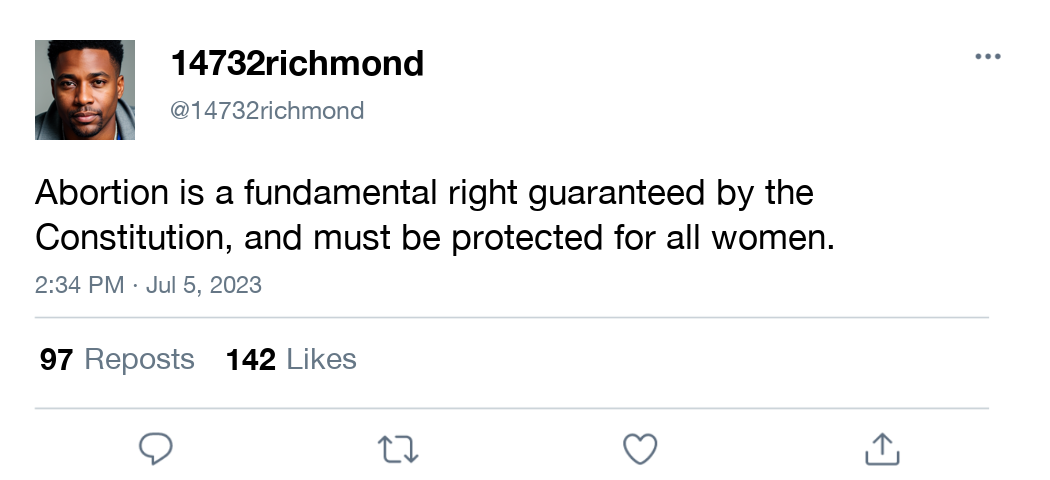 14732richmond
@14732richmond
Abortion is a fundamental right guaranteed by the
Constitution, and must be protected for all women.
2:34 PM · Jul 5, 2023
97 Reposts 142 Likes